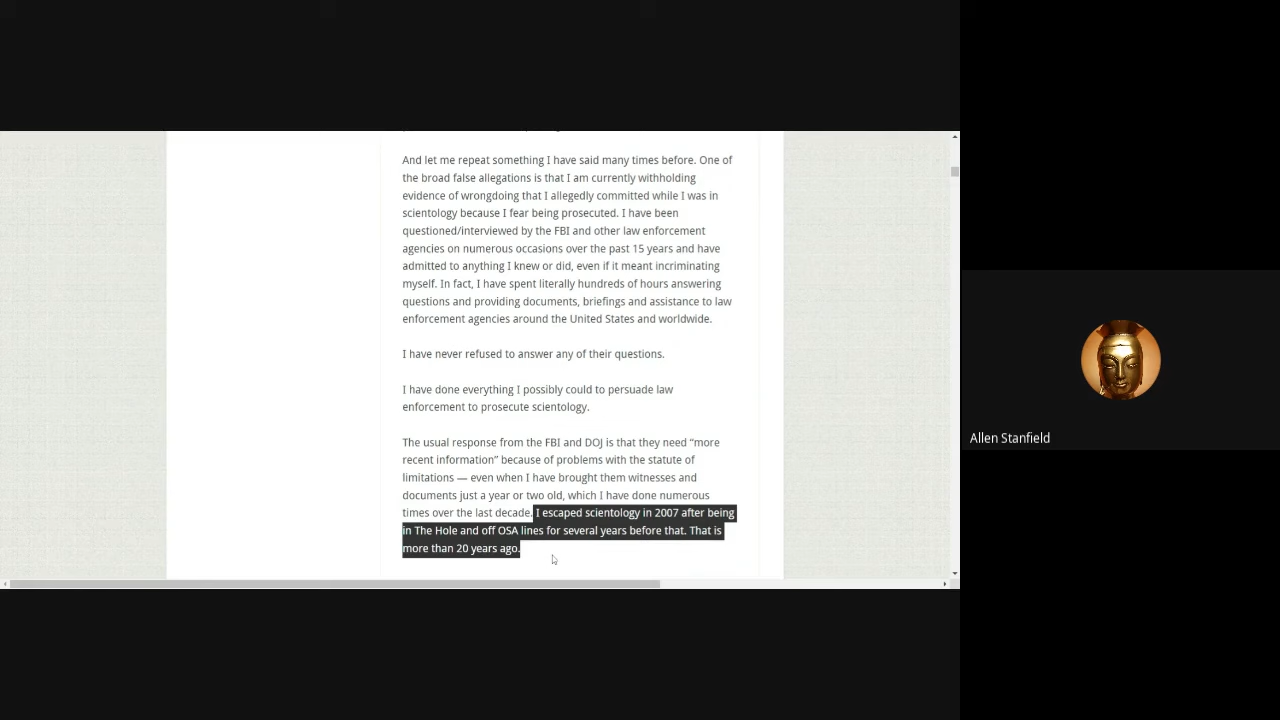 And let me repeat something I have said many times before. One of
the broad false allegations is that I am currently withholding
evidence of wrongdoing that I allegedly committed while I was in
scientology because I fear being prosecuted. I have been
questioned/interviewed by the FBI and other law enforcement
agencies on numerous occasions over the past 15 years and have
admitted to anything I knew or did, even if it meant incriminating
myself. In fact, I have spent literally hundreds of hours answering
questions and providing documents, briefings and assistance to law
enforcement agencies around the United States and worldwide.
I have never refused to answer any of their questions.
I have done everything I possibly could to persuade law
enforcement to prosecute scientology.
The usual response from the FBI and DOJ is that they need “more
recent information” because of problems with the statute of
limitations — even when I have brought them witnesses and
documents just a year or two old, which I have done numerous
times over the last decade. I escaped scientology in 2007 after being
in The Hole and off OSA lines for several years before that. That is
more than 20 years ago.
Allen Stanfield